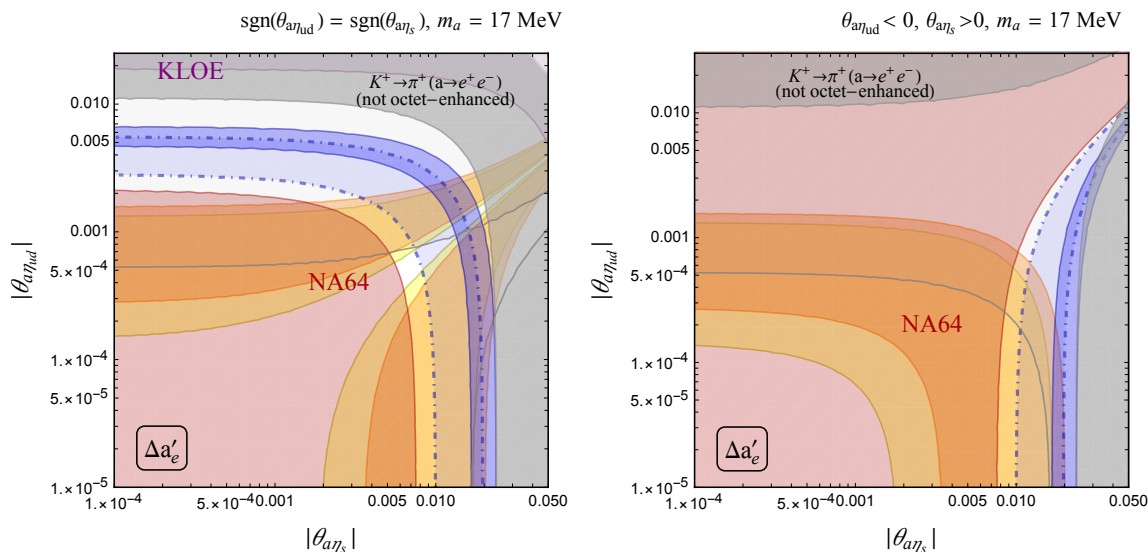 sgn(θaηud) = sgn(θaηs), ma = 17 MeV
KLOE
K+→π+(a→e+e−)
(not octet−enhanced)
NA64
Δa′e
|θaηud|
0.010
0.005
0.001
5.×10−4
1.×10−4
5.×10−5
1.×10−5
1.×10−4
5.×10−4
0.001
0.005
0.010
0.050
|θaηs|
θaηud < 0, θaηs >0, ma = 17 MeV
K+→π+(a→e+e−)
(not octet−enhanced)
NA64
Δa′e
|θaηud|
0.010
0.005
0.001
5.×10−4
1.×10−4
5.×10−5
1.×10−5
1.×10−4
5.×10−4
0.001
0.005
0.010
0.050
|θaηs|